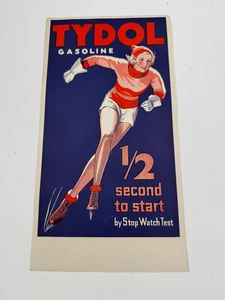 TYDOL
GASOLINE
1/2
second
to start
by Stop Watch Test